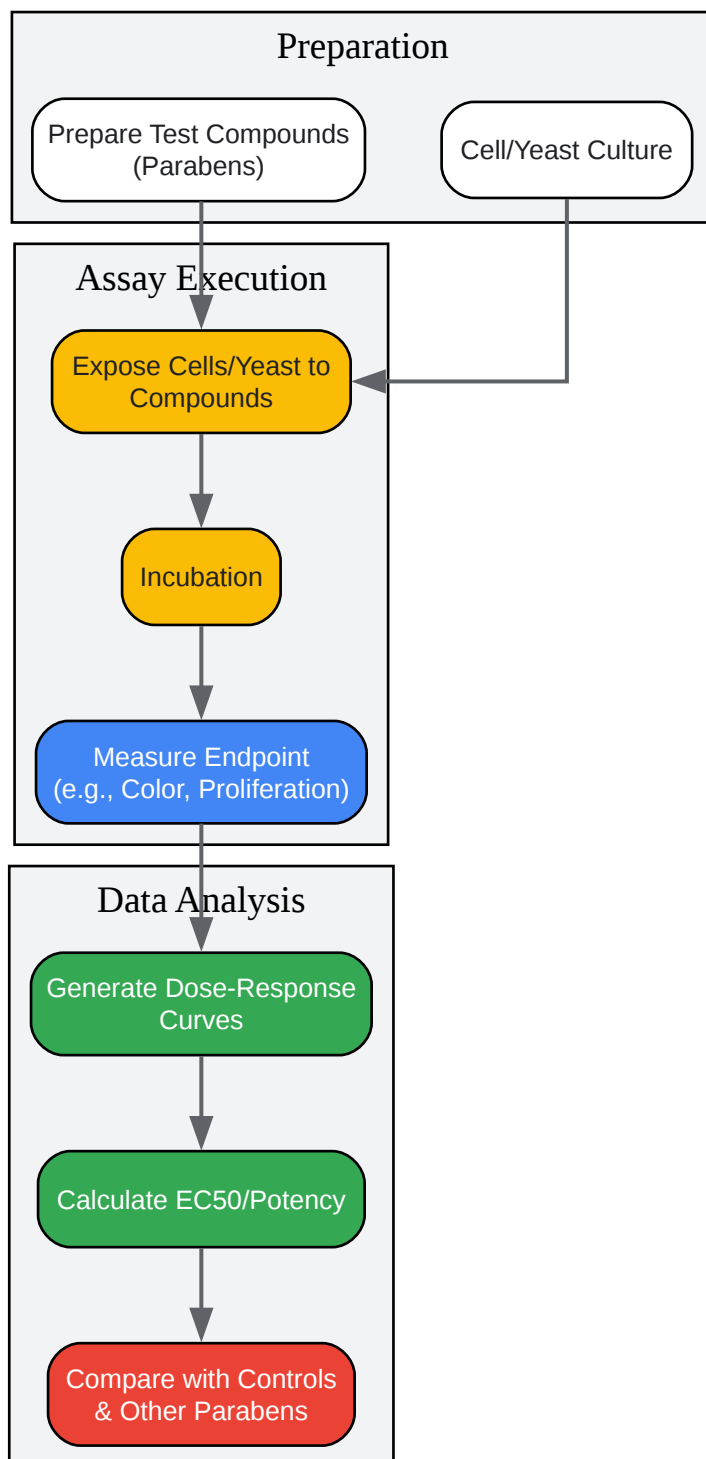 Preparation
Prepare Test Compounds
(Parabens)
Cell/Yeast Culture
Assay Execution
Expose Cells/Yeast to
Compounds
Incubation
Measure Endpoint
(e.g., Color, Proliferation)
Data Analysis
Generate Dose-Response
Curves
Calculate EC50/Potency
Compare with Controls
& Other Parabens